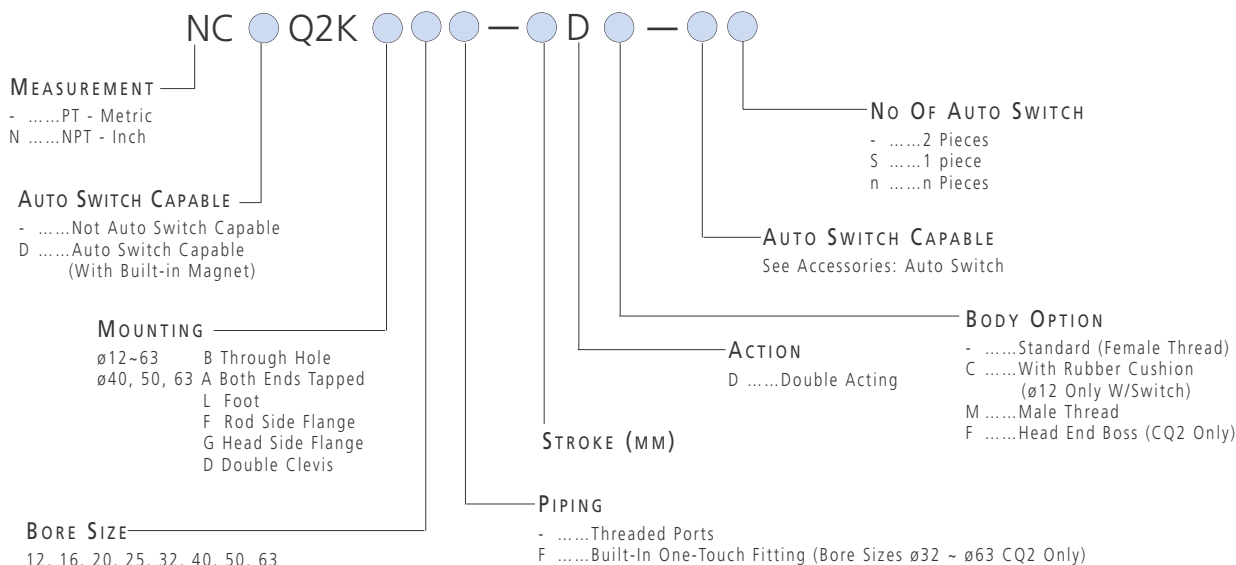 NC Q2K — D —
MEASUREMENT
- ......PT - Metric
N ......NPT - Inch
AUTO SWITCH CAPABLE
- ......Not Auto Switch Capable
D ......Auto Switch Capable
(With Built-in Magnet)
MOUNTING
ø12~63 B Through Hole
ø40, 50, 63 A Both Ends Tapped
L Foot
F Rod Side Flange
G Head Side Flange
D Double Clevis
BORE SIZE
12, 16, 20, 25, 32, 40, 50, 63
PIPING
- ......Threaded Ports
F ......Built-In One-Touch Fitting (Bore Sizes ø32 ~ ø63 CQ2 Only)
STROKE (MM)
ACTION
D ......Double Acting
BODY OPTION
- ......Standard (Female Thread)
C ......With Rubber Cushion
(ø12 Only W/Switch)
M ......Male Thread
F ......Head End Boss (CQ2 Only)
AUTO SWITCH CAPABLE
See Accessories: Auto Switch
NO OF AUTO SWITCH
- ......2 Pieces
S ......1 piece
n ......n Pieces